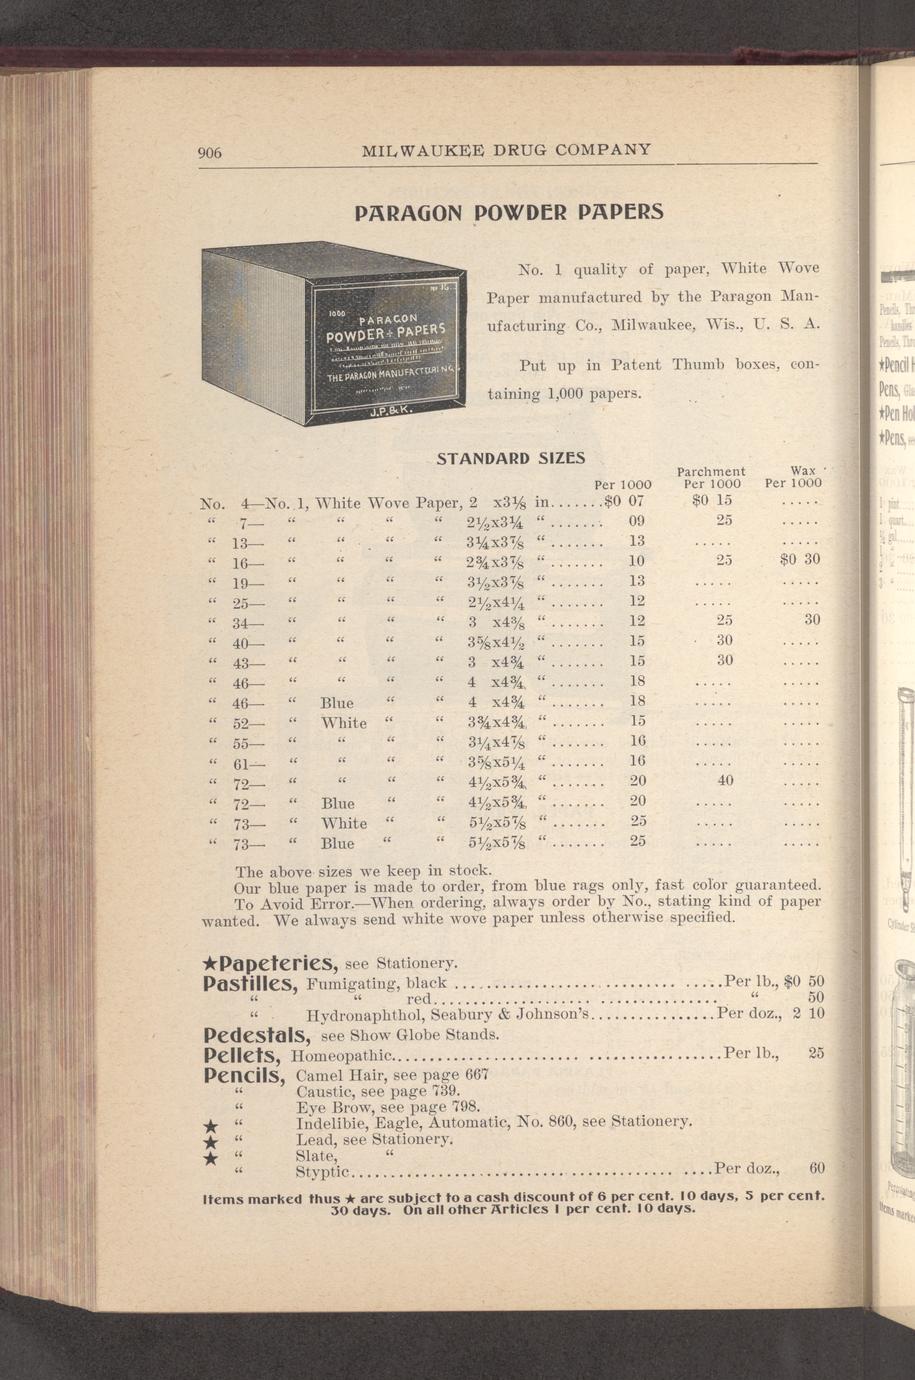 906 MILWAUKEE DRUG COMPANY
PARAGON POWDER PAPERS
No 16
1000
PARAGON
POWDER÷PAPERS
THE PARAGON MANUFACTURING
J.P.&K.
No. 1 quality of paper, White Wove
Paper manufactured by the Paragon Man-
ufacturing Co., Milwaukee, Wis., U. S. A.
Put up in Patent Thumb boxes, con-
taining 1,000 papers.
STANDARD SIZES
Parchment Wax
Per 1000 Per 1000 Per 1000
No. 4—No. 1, White Wove Paper, 2 x3⅛ in.......$0 07 $0 15 .....
“ 7— “ “ “ “ 2½x3¼ “ ....... 09 25 .....
“ 13— “ “ “ “ 3¼x3⅞ “ ....... 13 ..... .....
“ 16— “ “ “ “ 2¾x3⅞ “ ....... 10 25 $0 30
“ 19— “ “ “ “ 3½x3⅞ “ ....... 13 ..... .....
“ 25— “ “ “ “ 2½x4¼ “ ....... 12 ..... .....
“ 34— “ “ “ “ 3 x4⅜ “ ....... 12 25 30
“ 40— “ “ “ “ 3⅝x4½ “ ....... 15 30 .....
“ 43— “ “ “ “ 3 x4¾ “ ....... 15 30 .....
“ 46— “ “ “ “ 4 x4¾ “ ....... 18 ..... .....
“ 46— “ Blue “ “ 4 x4¾ “ ....... 18 ..... .....
“ 52— “ White “ “ 3¾x4¾ “ ....... 15 ..... .....
“ 55— “ “ “ “ 3¼x4⅞ “ ....... 16 ..... .....
“ 61— “ “ “ “ 3⅝x5¼ “ ....... 16 ..... .....
“ 72— “ “ “ “ 4½x5¾ “ ....... 20 40 .....
“ 72— “ Blue “ “ 4½x5¾ “ ....... 20 ..... .....
“ 73— “ White “ “ 5½x5⅞ “ ....... 25 ..... .....
“ 73— “ Blue “ “ 5½x5⅞ “ ....... 25 ..... .....
The above sizes we keep in stock.
Our blue paper is made to order, from blue rags only, fast color guaranteed.
To Avoid Error.—When ordering, always order by No., stating kind of paper
wanted. We always send white wove paper unless otherwise specified.
★Papeteries, see Stationery.
Pastilles, Fumigating, black ..............................Per lb., $0 50
“ “ red.............................. “ 50
“ Hydronaphthol, Seabury & Johnson's...............Per doz., 2 10
Pedestals, see Show Globe Stands.
Pellets, Homeopathic........................................Per lb., 25
Pencils, Camel Hair, see page 667
“ Caustic, see page 739.
“ Eye Brow, see page 798.
★ “ Indelibie, Eagle, Automatic, No. 860, see Stationery.
★ “ Lead, see Stationery.
★ “ Slate, “
“ Styptic........................................Per doz., 60
Items marked thus ★ are subject to a cash discount of 6 per cent. 10 days, 5 per cent.
30 days. On all other Articles 1 per cent. 10 days.
Pencils,
handles
Pencils,
★Pencil
Pens,
★Pen
★Pens,
pint
quart
gal